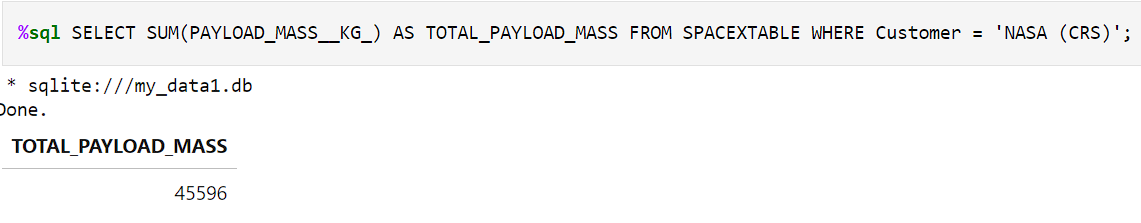 %sql SELECT SUM(PAYLOAD_MASS__KG_) AS TOTAL_PAYLOAD_MASS FROM SPACEXTABLE WHERE Customer = 'NASA (CRS)';
* sqlite:///my_data1.db
Done.
TOTAL_PAYLOAD_MASS
45596